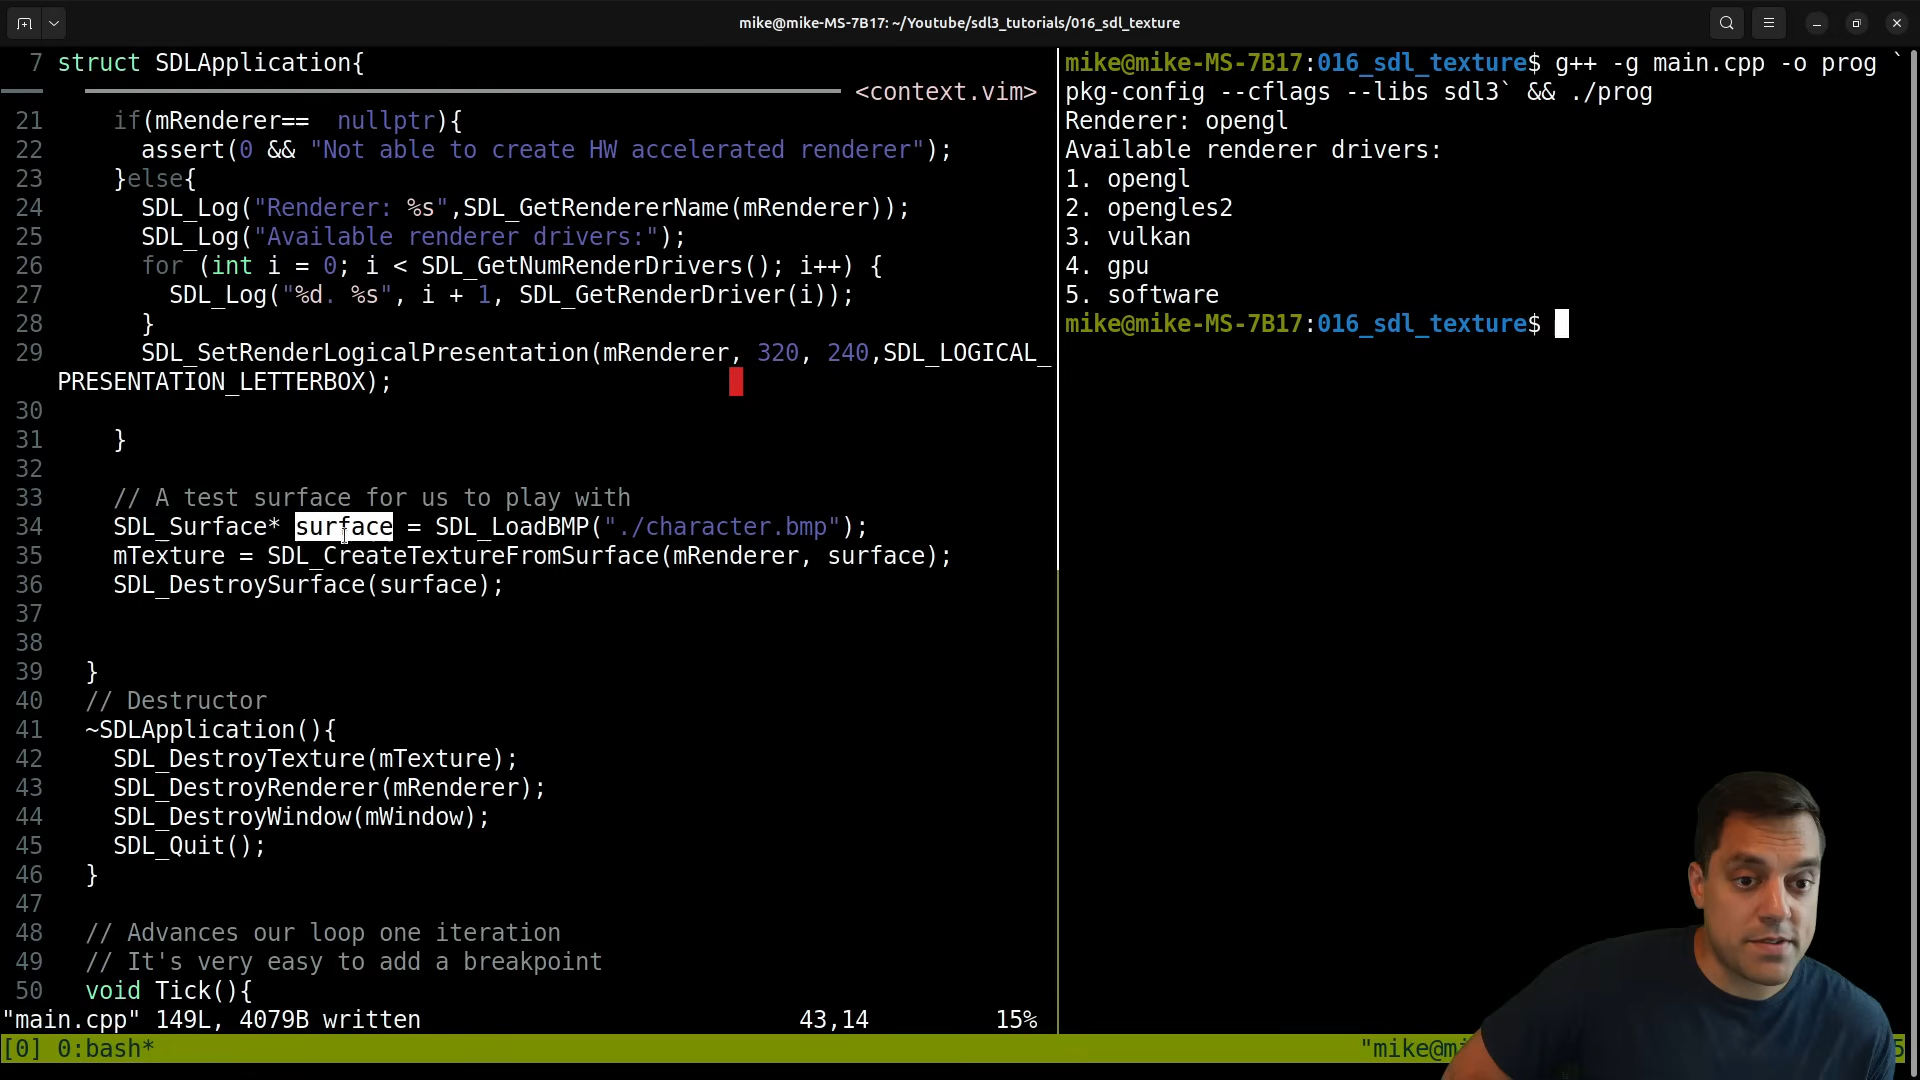 mike@mike-MS-7B17: ~/Youtube/sdl3_tutorials/016_sdl_texture
7 struct SDLApplication{
<context.vim>
21 if(mRenderer==  nullptr){
22 assert(0 && "Not able to create HW accelerated renderer");
23 }else{
24 SDL_Log("Renderer: %s",SDL_GetRendererName(mRenderer));
25 SDL_Log("Available renderer drivers:");
26 for (int i = 0; i < SDL_GetNumRenderDrivers(); i++) {
27 SDL_Log("%d. %s", i + 1, SDL_GetRenderDriver(i));
28 }
29 SDL_SetRenderLogicalPresentation(mRenderer, 320, 240,SDL_LOGICAL_
PRESENTATION_LETTERBOX);
30
31 }
32
33 // A test surface for us to play with
34 SDL_Surface* surface = SDL_LoadBMP("./character.bmp");
35 mTexture = SDL_CreateTextureFromSurface(mRenderer, surface);
36 SDL_DestroySurface(surface);
37
38
39 }
40 // Destructor
41 ~SDLApplication(){
42 SDL_DestroyTexture(mTexture);
43 SDL_DestroyRenderer(mRenderer);
44 SDL_DestroyWindow(mWindow);
45 SDL_Quit();
46 }
47
48 // Advances our loop one iteration
49 // It's very easy to add a breakpoint
50 void Tick(){
"main.cpp" 149L, 4079B written 43,14 15%
mike@mike-MS-7B17:016_sdl_texture$ g++ -g main.cpp -o prog `
pkg-config --cflags --libs sdl3` && ./prog
Renderer: opengl
Available renderer drivers:
1. opengl
2. opengles2
3. vulkan
4. gpu
5. software
mike@mike-MS-7B17:016_sdl_texture$
[0] 0:bash* "mike@m